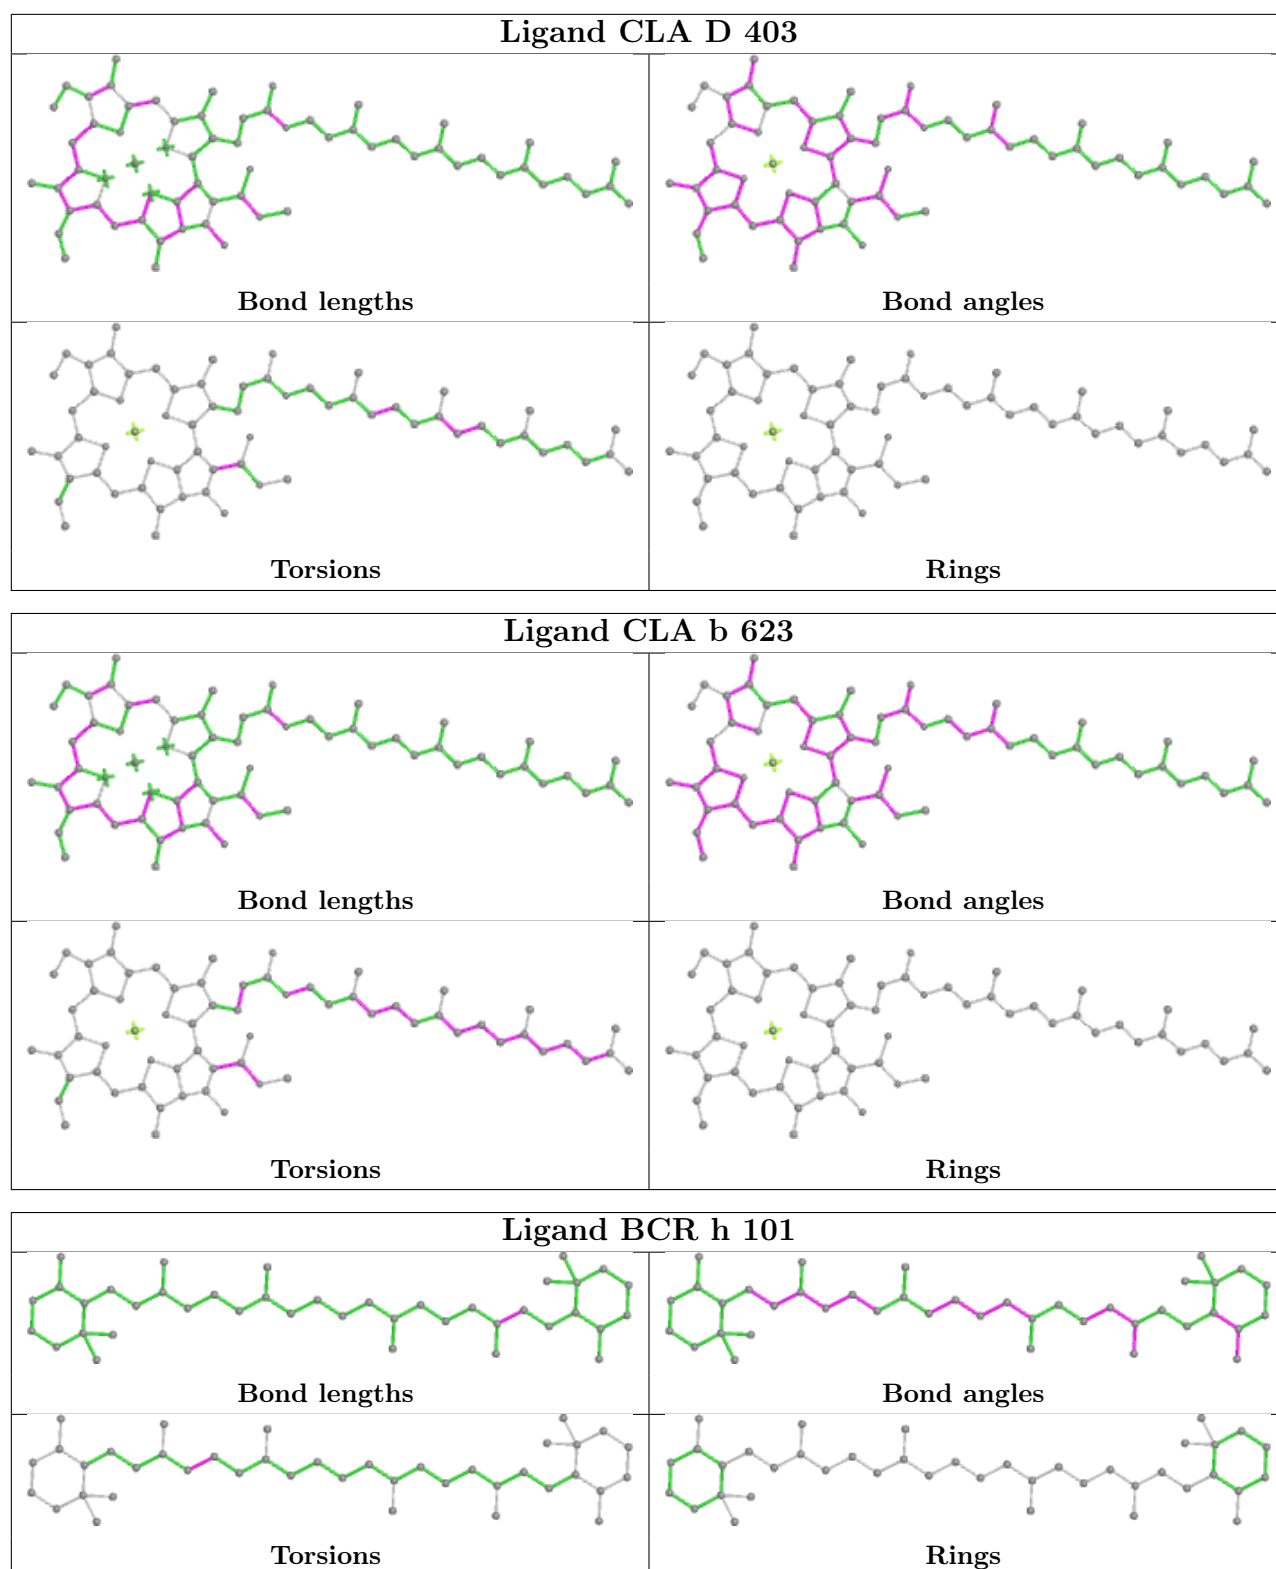 Ligand CLA D 403
Bond lengths
Bond angles
Torsions
Rings
Ligand CLA b 623
Bond lengths
Bond angles
Torsions
Rings
Ligand BCR h 101
Bond lengths
Bond angles
Torsions
Rings